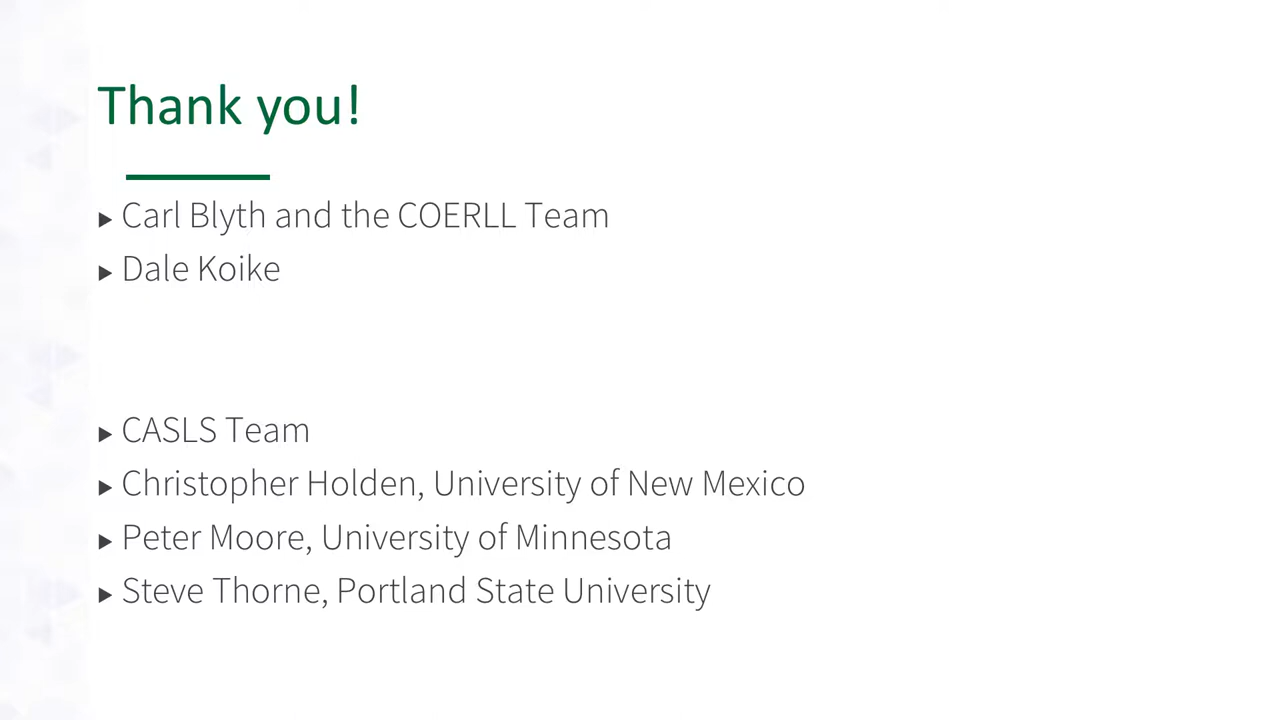 Thank you!
▸ Carl Blyth and the COERLL Team
▸ Dale Koike
▸ CASLS Team
▸ Christopher Holden, University of New Mexico
▸ Peter Moore, University of Minnesota
▸ Steve Thorne, Portland State University